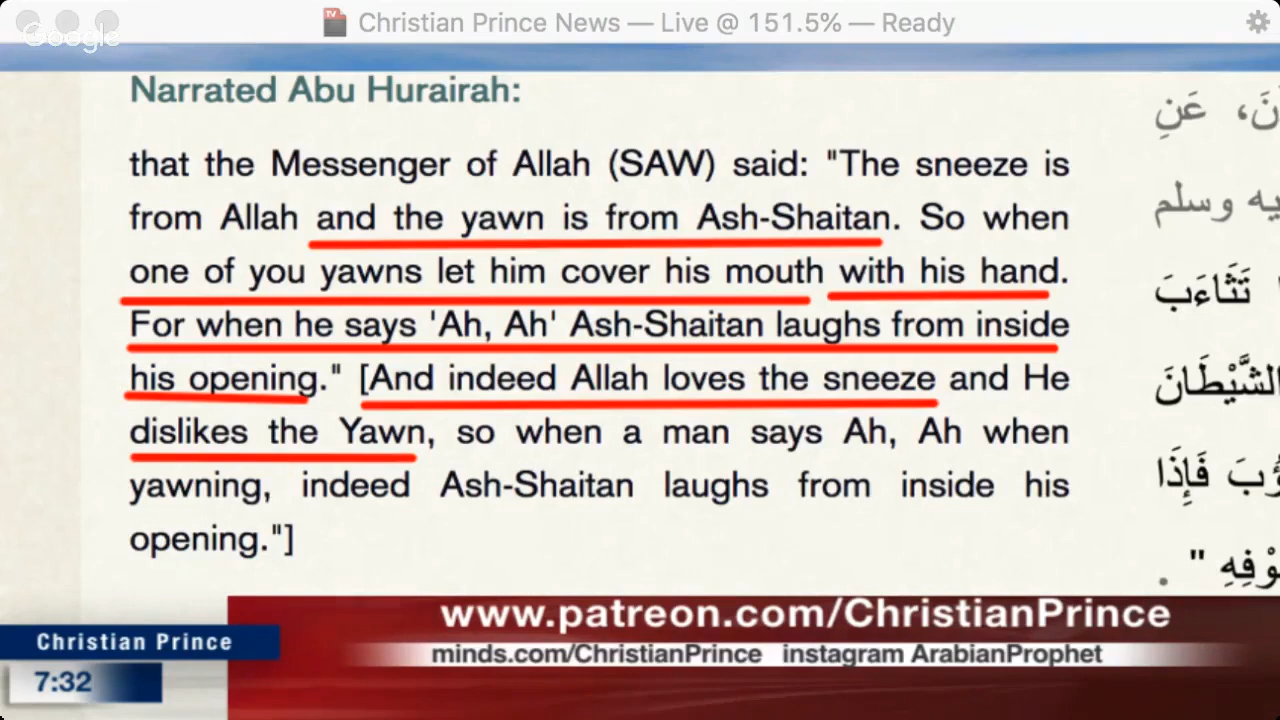 Google
TV
Christian Prince News — Live @ 151.5% — Ready
Narrated Abu Hurairah:
that the Messenger of Allah (SAW) said: "The sneeze is
from Allah and the yawn is from Ash-Shaitan. So when
one of you yawns let him cover his mouth with his hand.
For when he says 'Ah, Ah' Ash-Shaitan laughs from inside
his opening." [And indeed Allah loves the sneeze and He
dislikes the Yawn, so when a man says Ah, Ah when
yawning, indeed Ash-Shaitan laughs from inside his
opening."]
، عَنِ
يه وسلم
تَثَاءَبَ
الشَّيْطَانَ
فَإِذَا
وْفِهِ " .
www.patreon.com/ChristianPrince
Christian Prince
minds.com/ChristianPrince instagram ArabianProphet
7:32